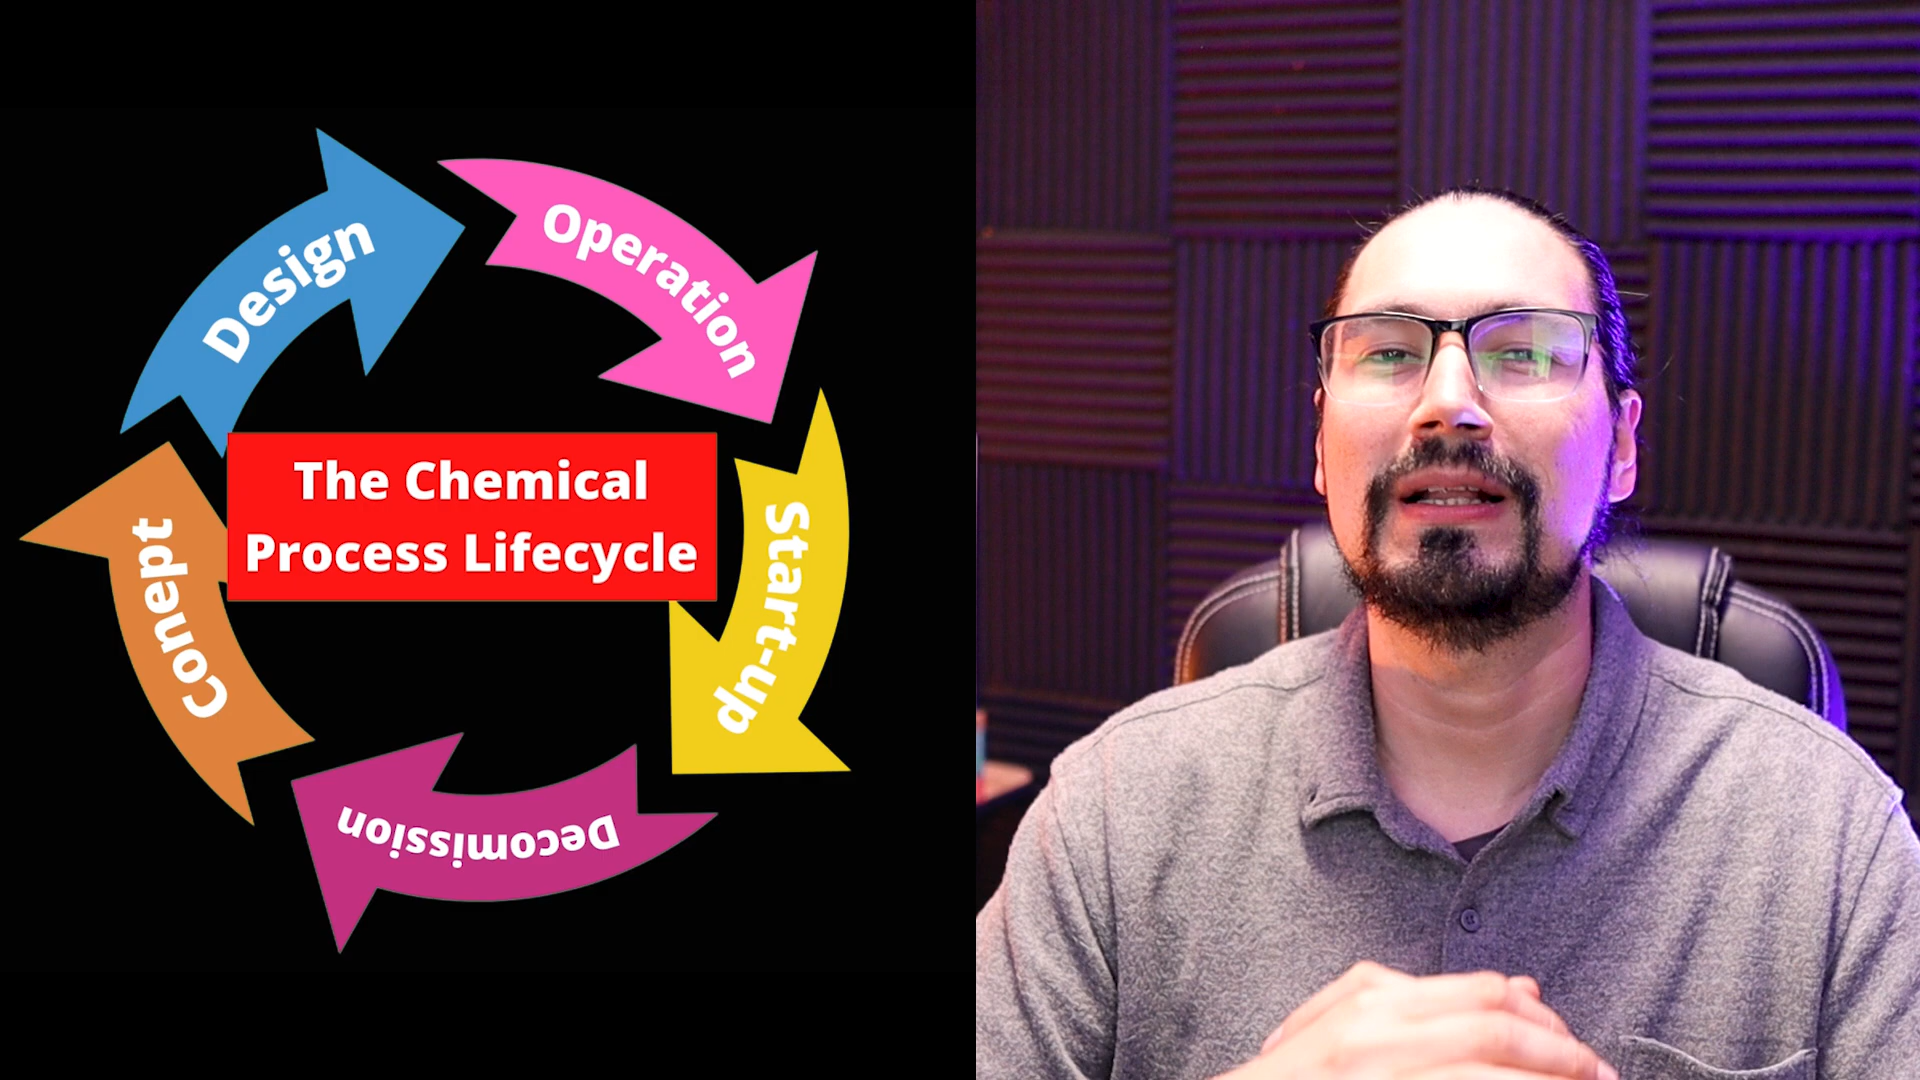 Design
Operation
The Chemical
Process Lifecycle
Conept
Start-up
Decomission